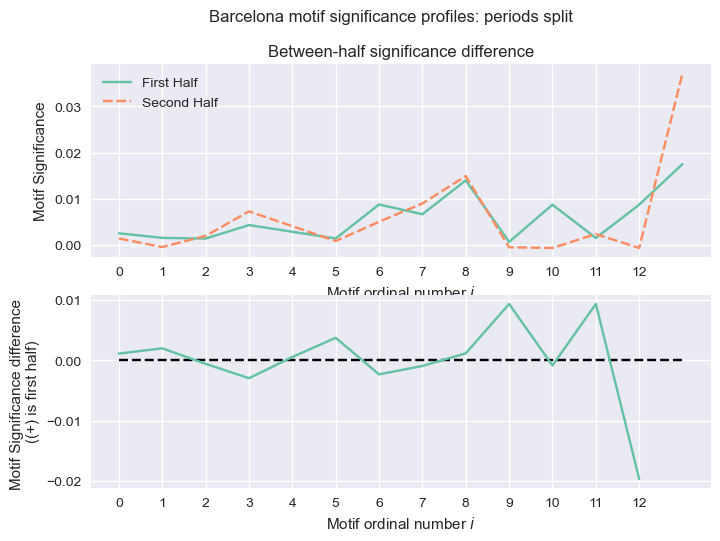 Barcelona motif significance profiles: periods split
Between-half significance difference
First Half
Second Half
Motif Significance
0.03
0.02
0.01
0.00
0 1 2 3 4 5 6 7 8 9 10 11 12
Motif ordinal number i
Motif Significance difference
((+) is first half)
0.01
0.00
−0.01
−0.02
0 1 2 3 4 5 6 7 8 9 10 11 12
Motif ordinal number i